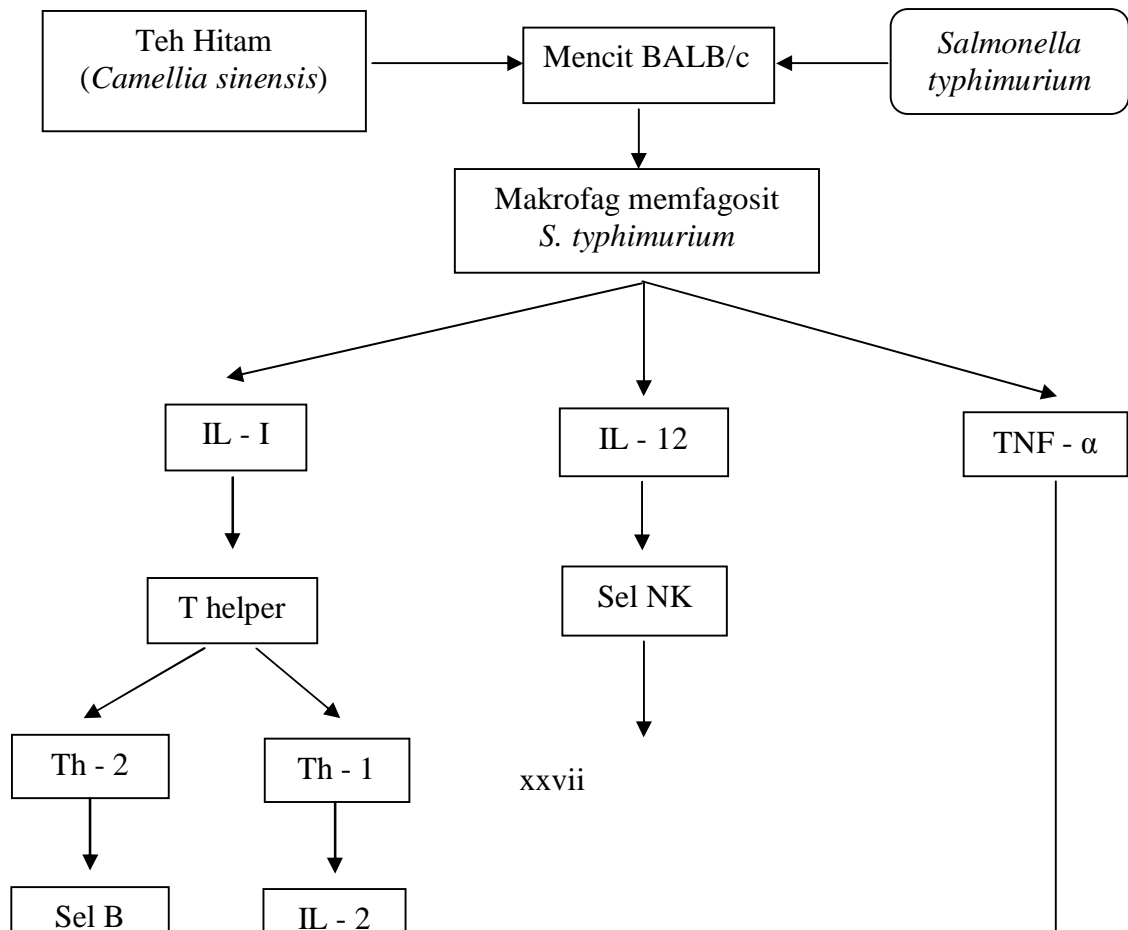 Teh Hitam
(Camellia sinensis)
Mencit BALB/c
Salmonella
typhimurium
Makrofag memfagosit
S. typhimurium
IL - I
IL - 12
TNF - α
T helper
Sel NK
Th - 2
Th - 1
xxvii
Sel B
IL - 2